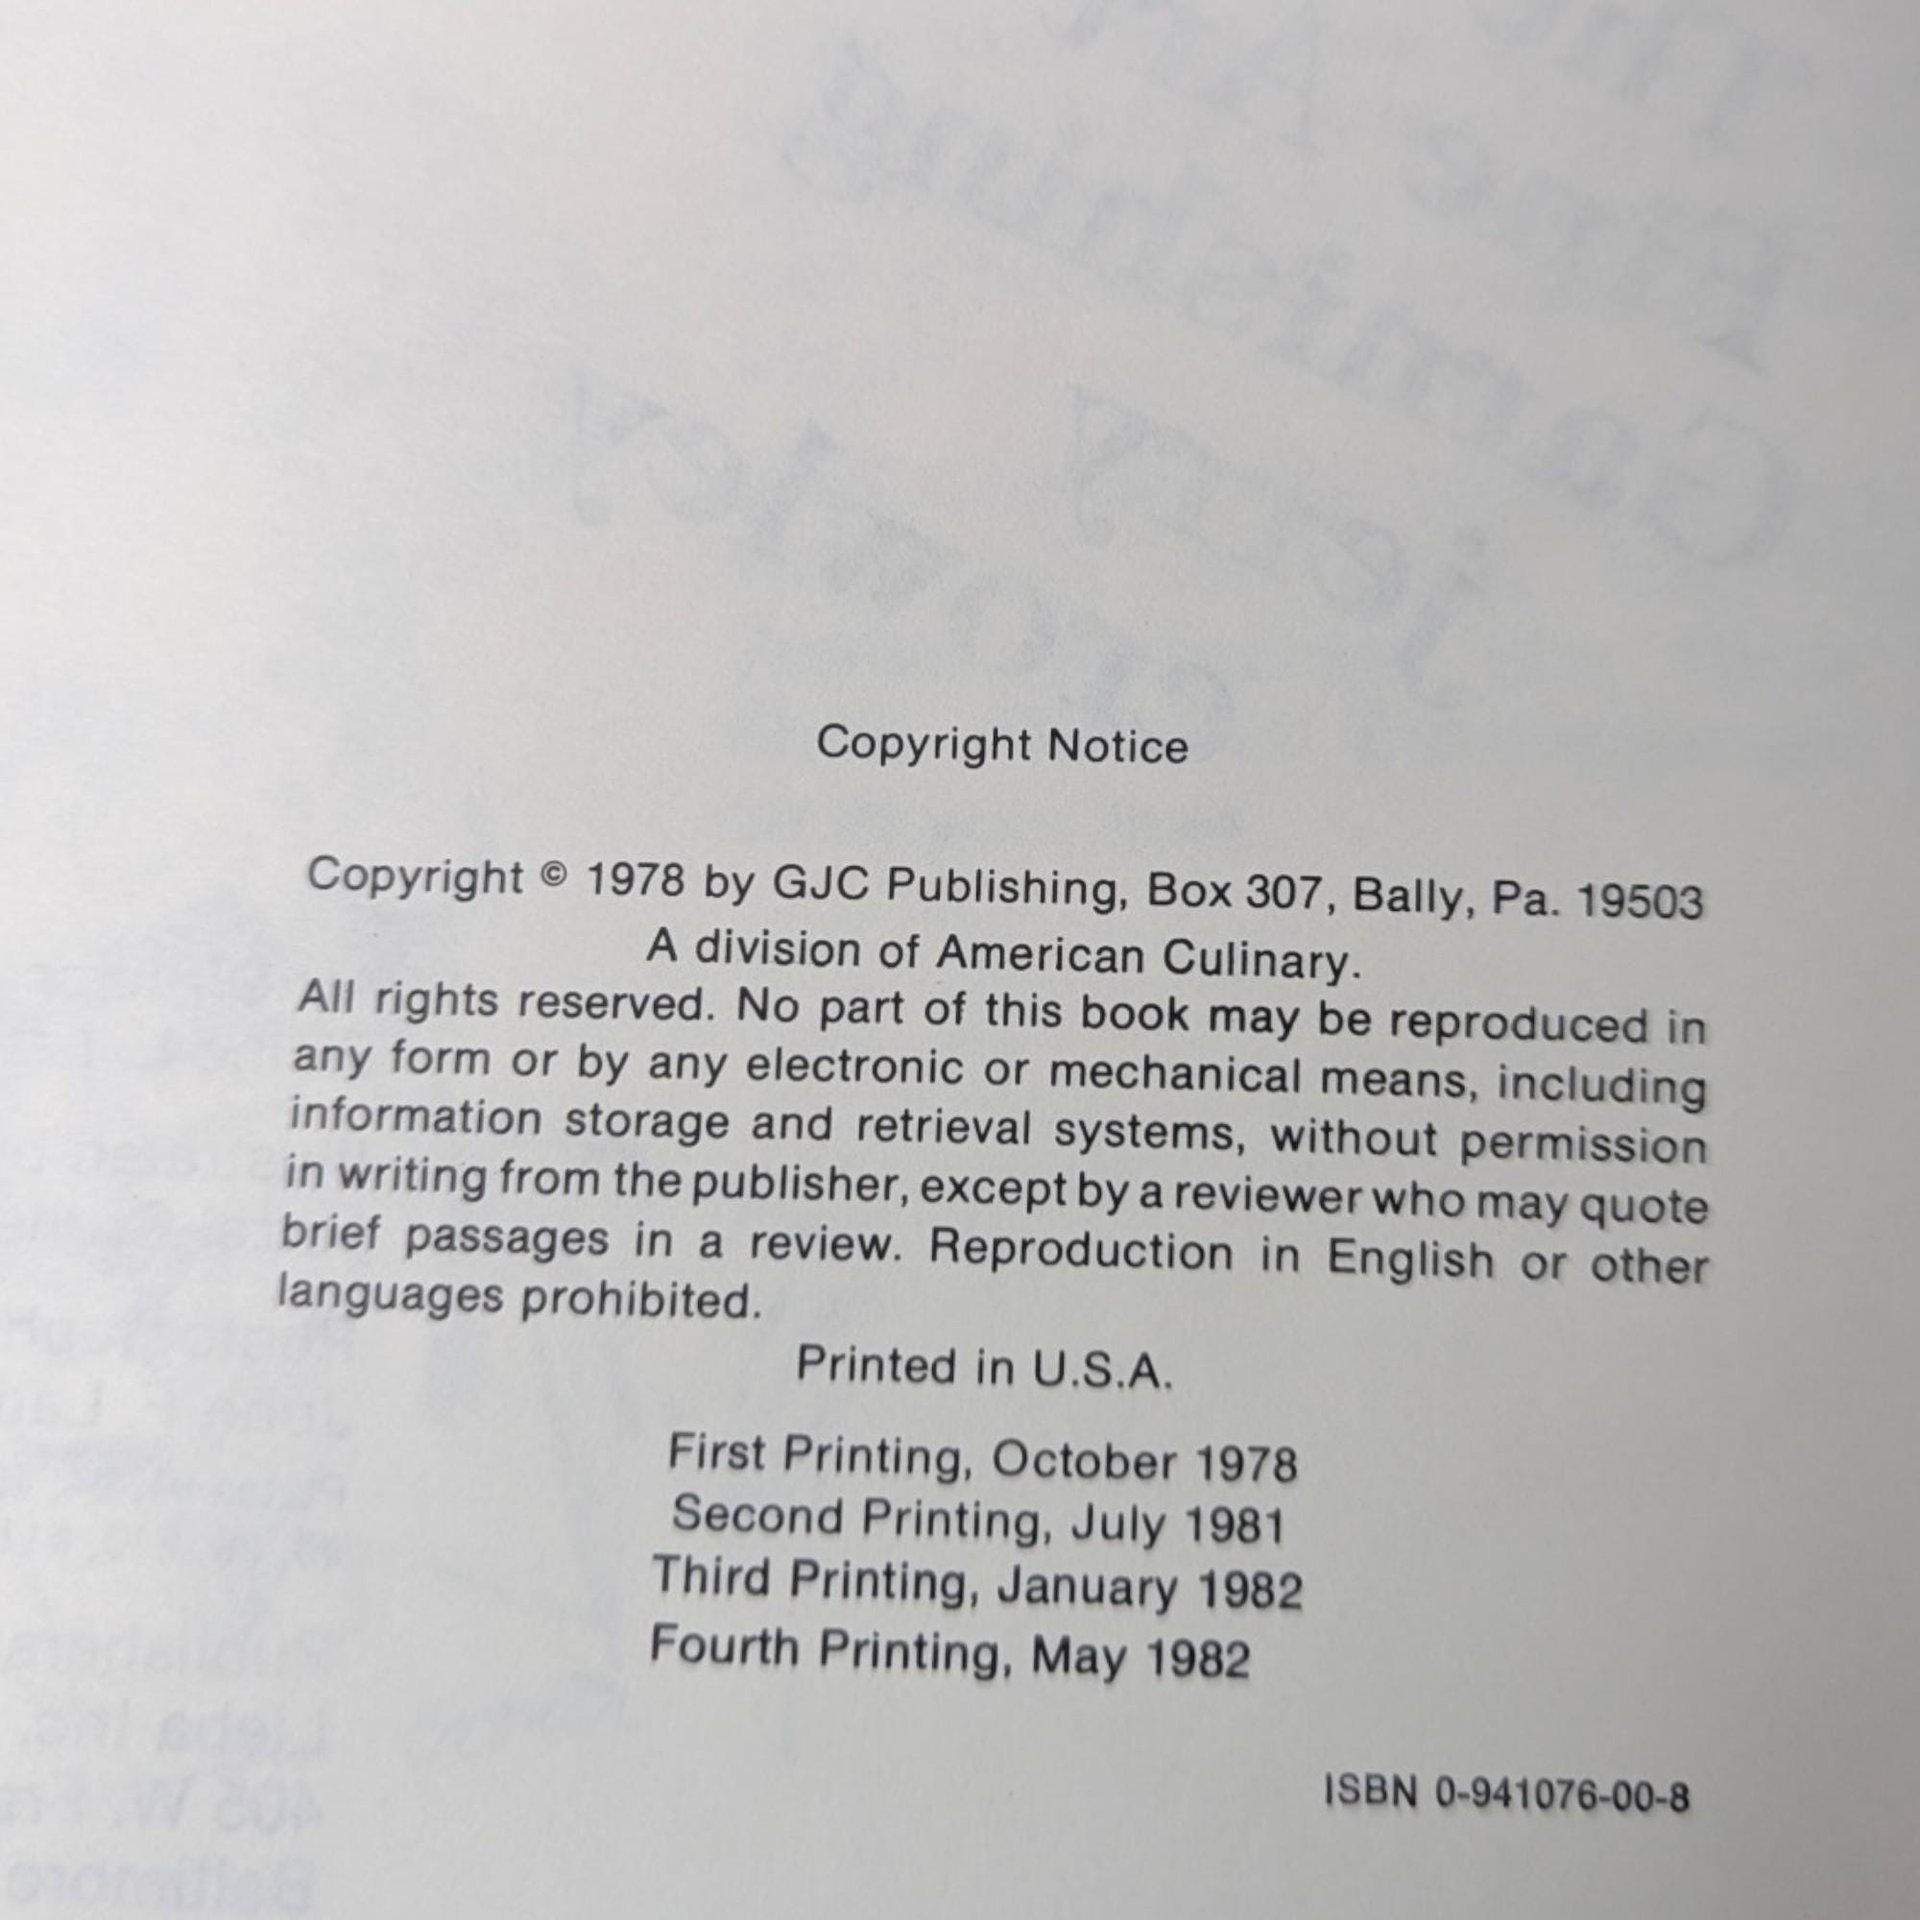 Copyright Notice
Copyright © 1978 by GJC Publishing, Box 307, Bally, Pa. 19503
A division of American Culinary.
All rights reserved. No part of this book may be reproduced in
any form or by any electronic or mechanical means, including
information storage and retrieval systems, without permission
in writing from the publisher, except by a reviewer who may quote
brief passages in a review. Reproduction in English or other
languages prohibited.
Printed in U.S.A.
First Printing, October 1978
Second Printing, July 1981
Third Printing, January 1982
Fourth Printing, May 1982
ISBN 0-941076-00-8